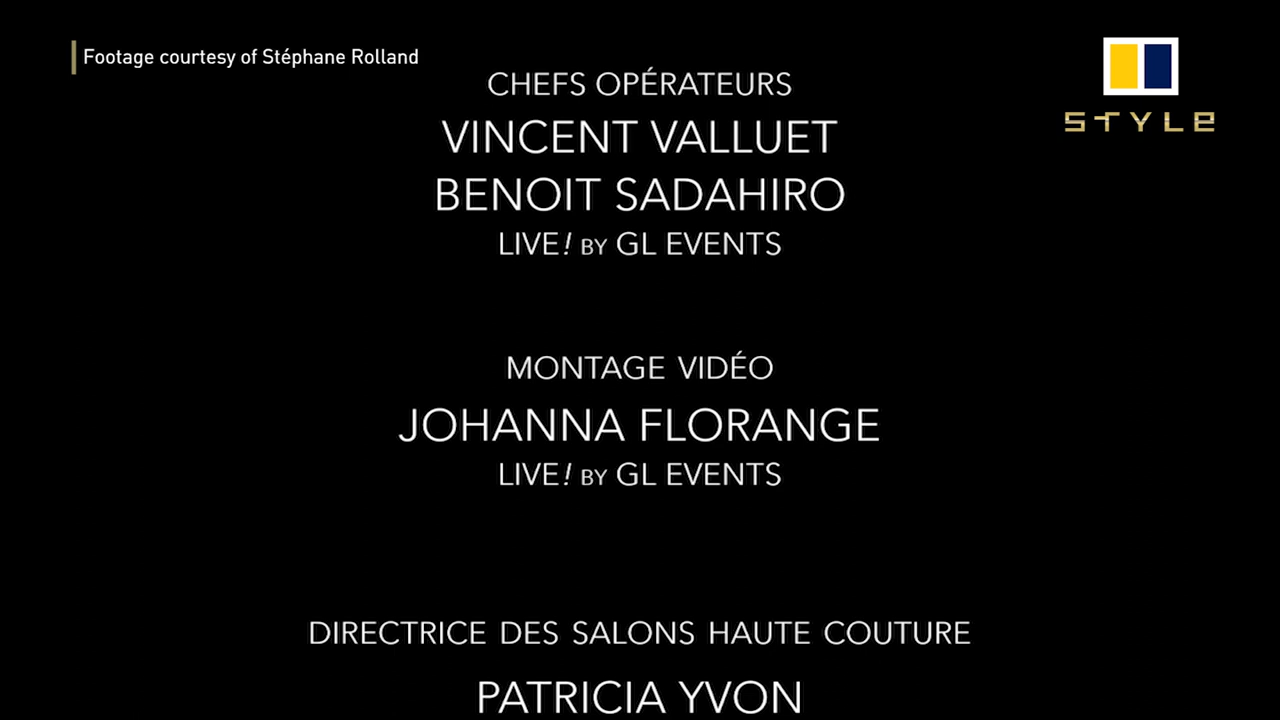 Footage courtesy of Stéphane Rolland
STYLE
CHEFS OPÉRATEURS
VINCENT VALLUET
BENOIT SADAHIRO
LIVE! BY GL EVENTS
MONTAGE VIDÉO
JOHANNA FLORANGE
LIVE! BY GL EVENTS
DIRECTRICE DES SALONS HAUTE COUTURE
PATRICIA YVON